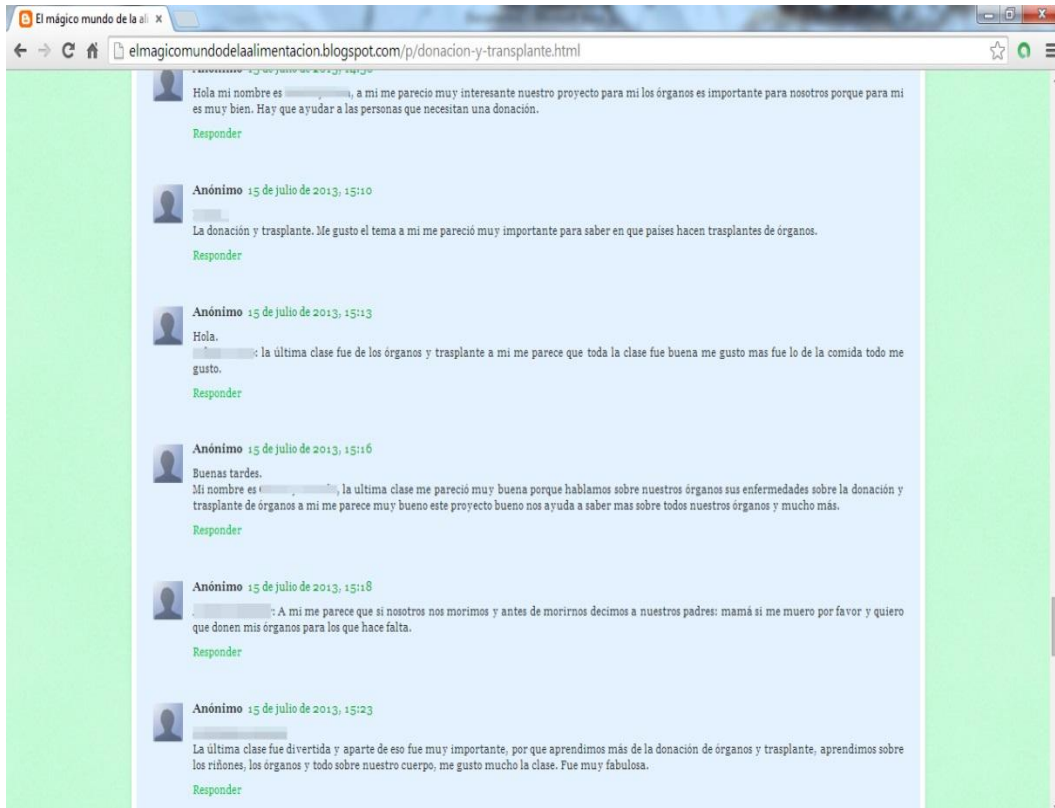 El mágico mundo de la ali
elmagicomundodelaalimentacion.blogspot.com/p/donacion-y-transplante.html
Anónimo 15 de julio de 2013,
Hola mi nombre es , a mi me parecio muy interesante nuestro proyecto para mi los órganos es importante para nosotros porque para mi
es muy bien. Hay que ayudar a las personas que necesitan una donación.
Responder
Anónimo 15 de julio de 2013, 15:10
La donación y trasplante. Me gusto el tema a mi me pareció muy importante para saber en que países hacen trasplantes de órganos.
Responder
Anónimo 15 de julio de 2013, 15:13
Hola.
: la última clase fue de los órganos y trasplante a mi me parece que toda la clase fue buena me gusto mas fue lo de la comida todo me
gusto.
Responder
Anónimo 15 de julio de 2013, 15:16
Buenas tardes.
Mi nombre es , la ultima clase me pareció muy buena porque hablamos sobre nuestros órganos sus enfermedades sobre la donación y
trasplante de órganos a mi me parece muy bueno este proyecto bueno nos ayuda a saber mas sobre todos nuestros órganos y mucho más.
Responder
Anónimo 15 de julio de 2013, 15:18
: A mi me parece que si nosotros nos morimos y antes de morirnos decimos a nuestros padres: mamá si me muero por favor y quiero
que donen mis órganos para los que hace falta.
Responder
Anónimo 15 de julio de 2013, 15:23
La última clase fue divertida y aparte de eso fue muy importante, por que aprendimos más de la donación de órganos y trasplante, aprendimos sobre
los riñones, los órganos y todo sobre nuestro cuerpo, me gusto mucho la clase. Fue muy fabulosa.
Responder